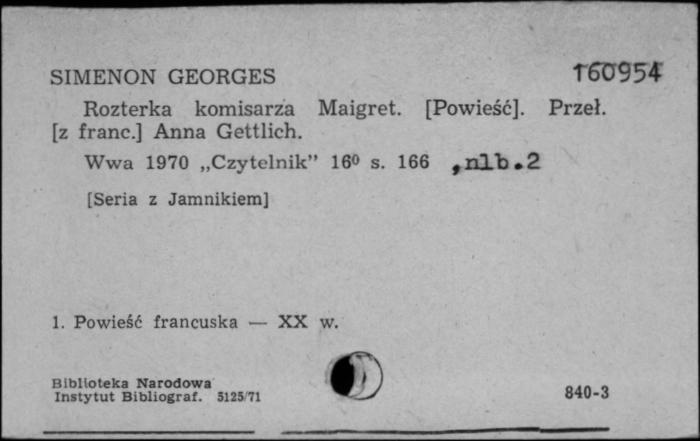 SIMENON GEORGES 160954
Rozterka komisarza Maigret. [Powieść]. Przeł.
[z franc.] Anna Gettlich.
Wwa 1970 „Czytelnik” 16⁰ s. 166 ,nlb.2
[Seria z Jamnikiem]
1. Powieść francuska — XX w.
Biblioteka Narodowa
Instytut Bibliograf. 5125/71 840-3